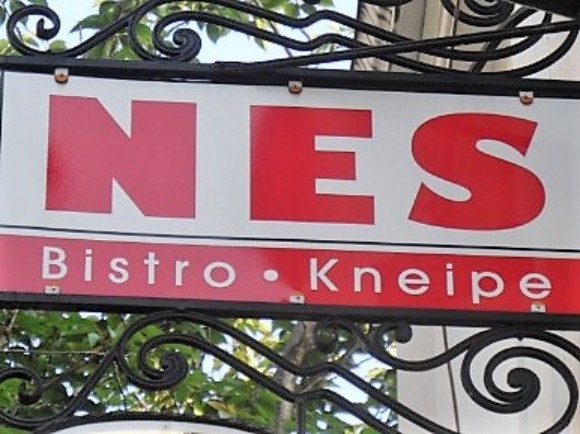 NES
Bistro • Kneipe